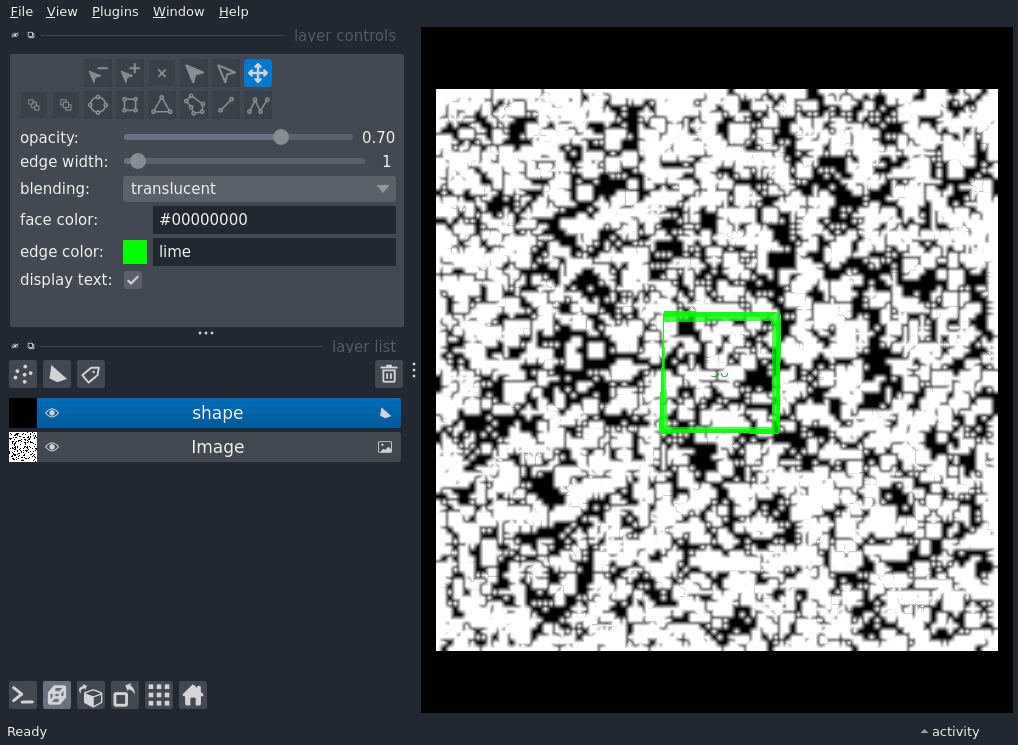 File View Plugins Window Help
layer controls
opacity: 0.70
edge width: 1
blending: translucent
face color: #00000000
edge color: lime
display text:
layer list
shape
Image
Ready
activity